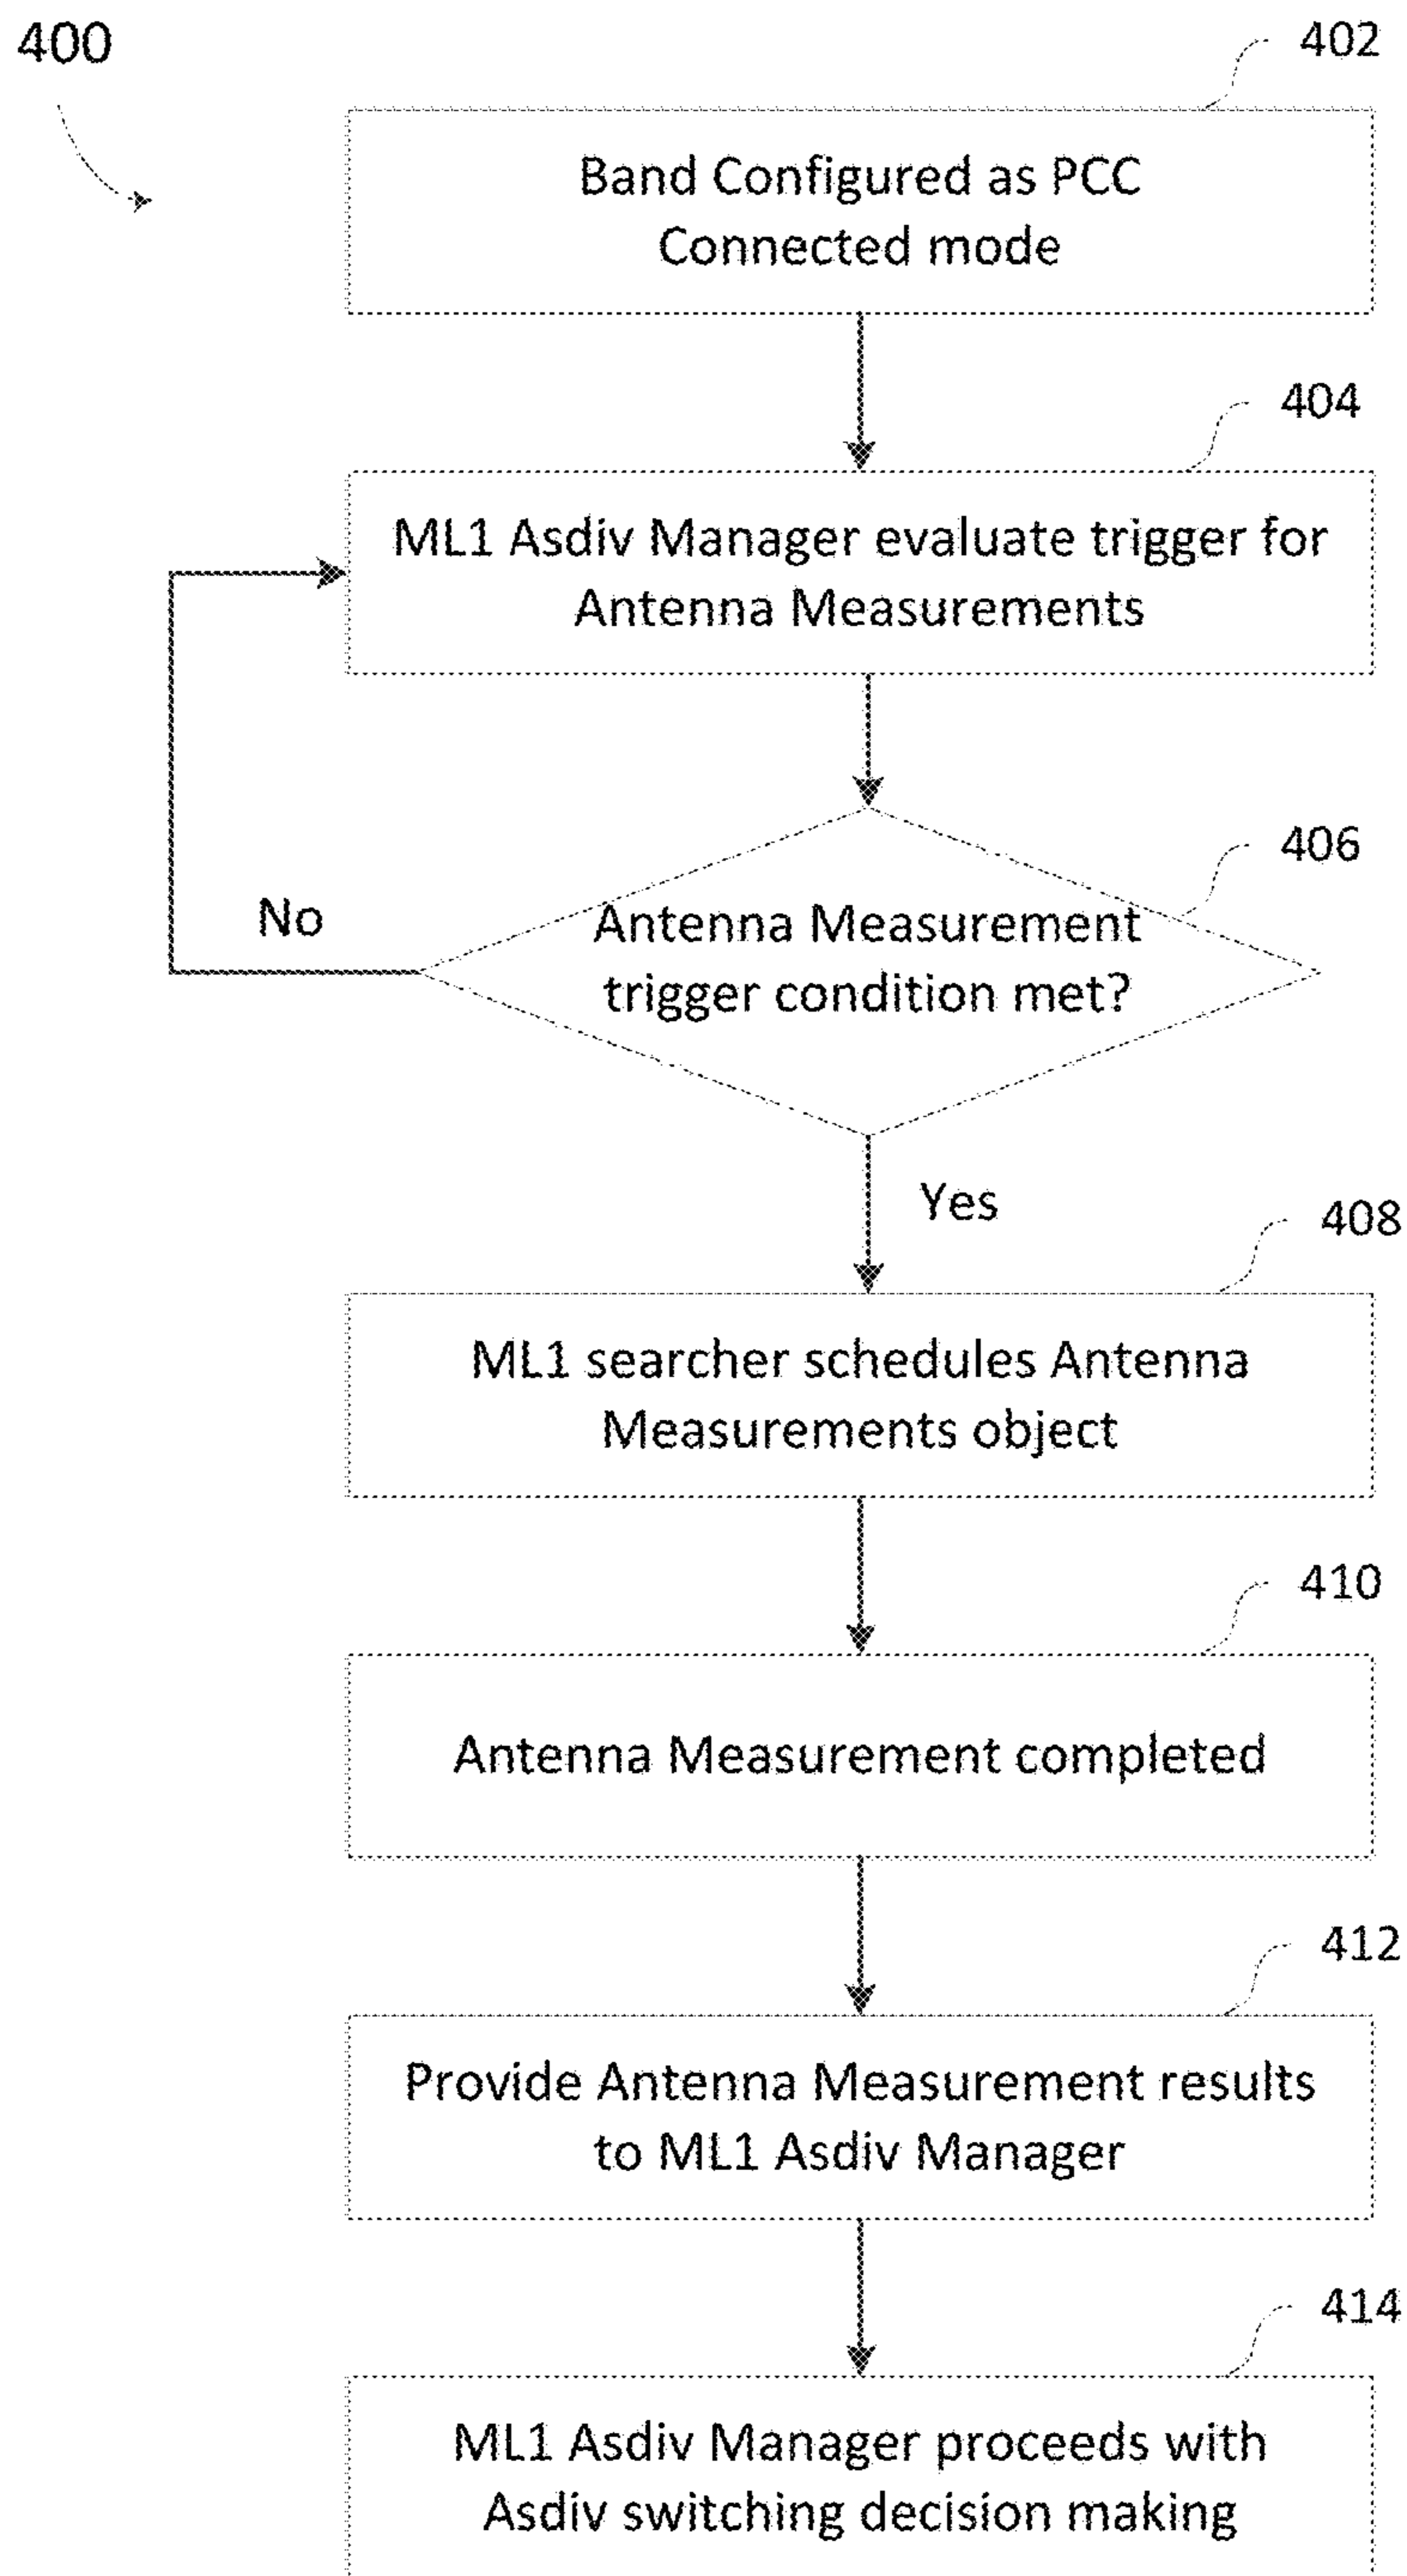 400
402
Band Configured as PCC
Connected mode
404
ML1 Asdiv Manager evaluate trigger for
Antenna Measurements
406
No
Antenna Measurement
trigger condition met?
Yes
408
ML1 searcher schedules Antenna
Measurements object
410
Antenna Measurement completed
412
Provide Antenna Measurement results
to ML1 Asdiv Manager
414
ML1 Asdiv Manager proceeds with
Asdiv switching decision making